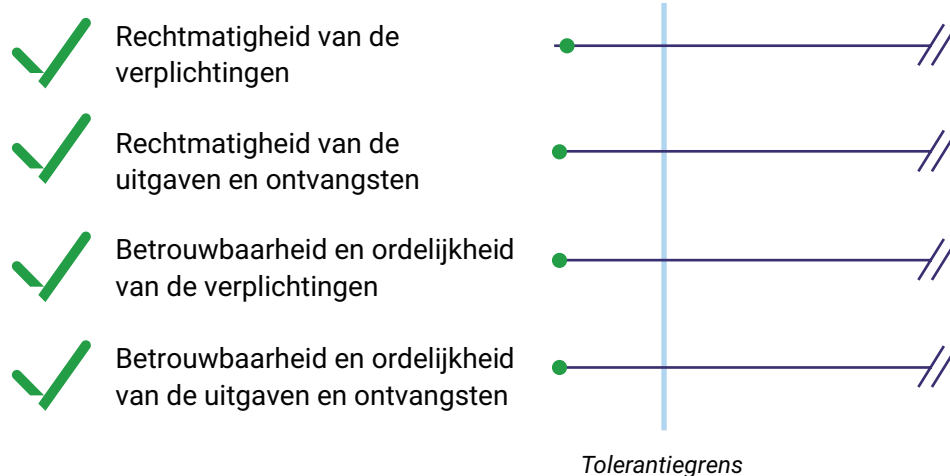 Rechtmatigheid van de
verplichtingen
Rechtmatigheid van de
uitgaven en ontvangsten
Betrouwbaarheid en ordelijkheid
van de verplichtingen
Betrouwbaarheid en ordelijkheid
van de uitgaven en ontvangsten
Tolerantiegrens